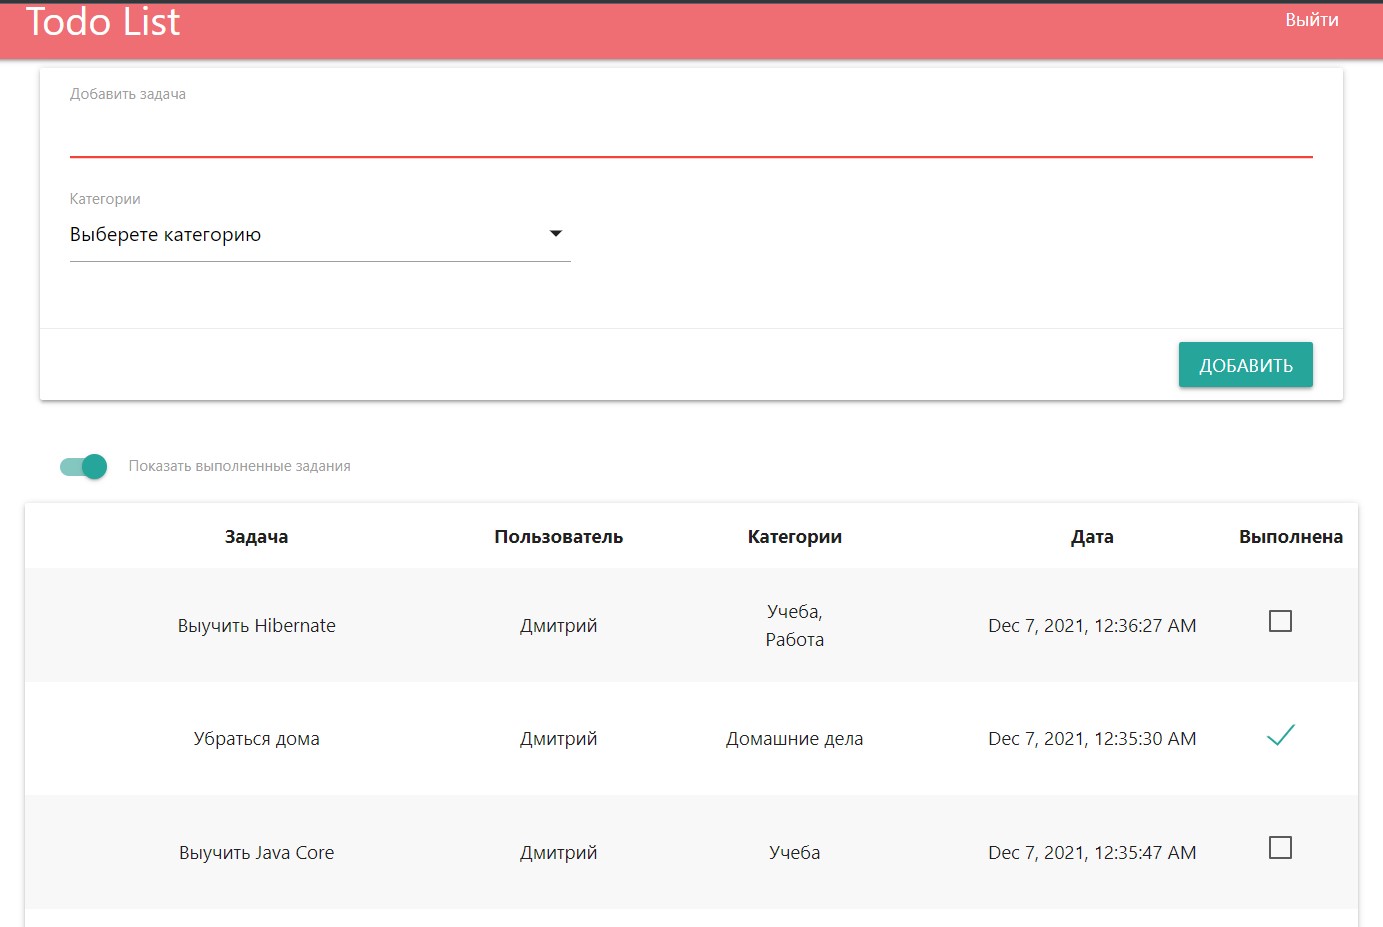 Todo List
Выйти
Добавить задача
Категории
Выберете категорию
ДОБАВИТЬ
Показать выполненные задания
Задача Пользователь Категории Дата Выполнена
Выучить Hibernate Дмитрий Учеба, Dec 7, 2021, 12:36:27 AM
Работа
Убраться дома Дмитрий Домашние дела Dec 7, 2021, 12:35:30 AM
Выучить Java Core Дмитрий Учеба Dec 7, 2021, 12:35:47 AM